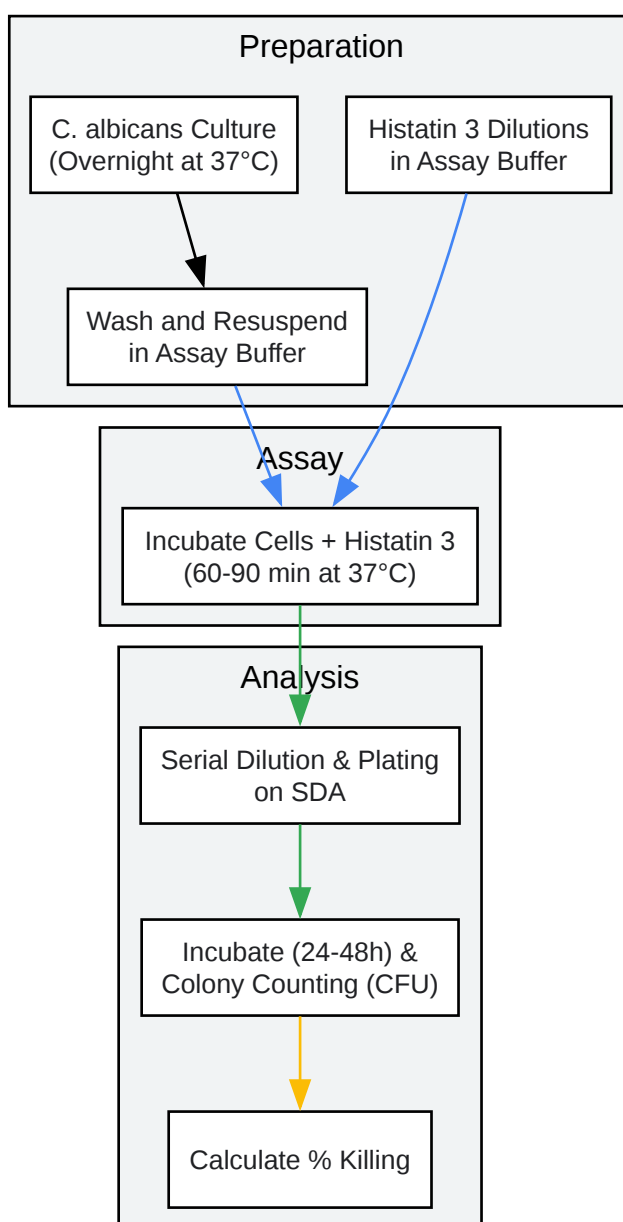 Preparation
C. albicans Culture
(Overnight at 37°C)
Histatin 3 Dilutions
in Assay Buffer
Wash and Resuspend
in Assay Buffer
Assay
Incubate Cells + Histatin 3
(60-90 min at 37°C)
Analysis
Serial Dilution & Plating
on SDA
Incubate (24-48h) &
Colony Counting (CFU)
Calculate % Killing